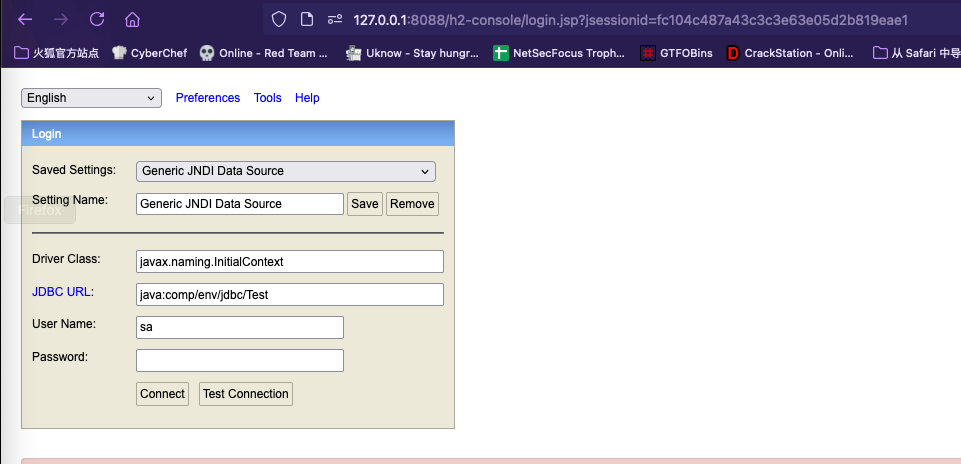 127.0.0.1:8088/h2-console/login.jsp?jsessionid=fc104c487a43c3c3e63e05d2b819eae1
火狐官方站点 CyberChef Online - Red Team ... Uknow - Stay hungr... NetSecFocus Troph... GTFOBins CrackStation - Onli... 从 Safari 中导
English Preferences Tools Help
Login
Saved Settings: Generic JNDI Data Source
Setting Name: Generic JNDI Data Source Save Remove
Firefox
Driver Class: javax.naming.InitialContext
JDBC URL: java:comp/env/jdbc/Test
User Name: sa
Password:
Connect Test Connection